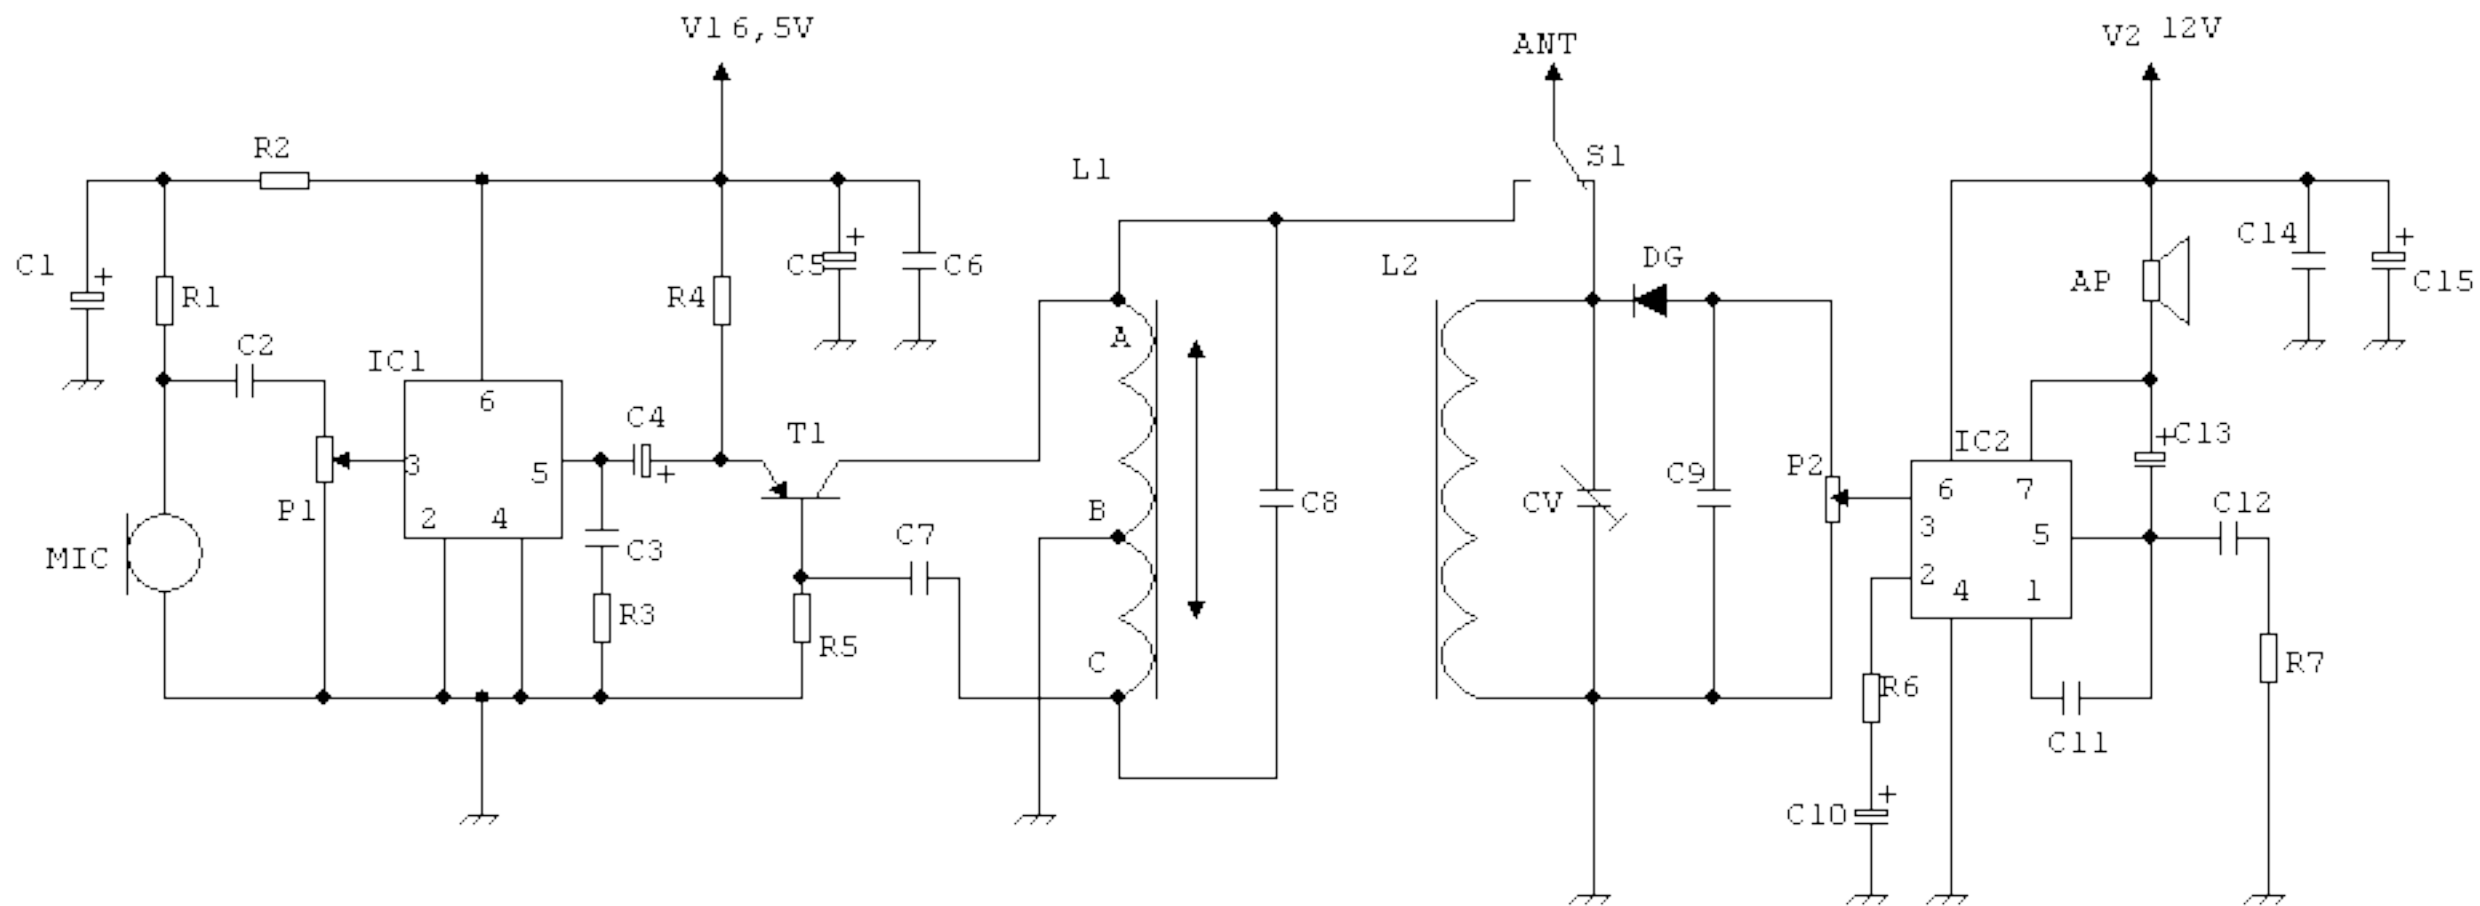 V1 6,5V
ANT
V2 12V
R2
L1
S1
C1 +
R1
R4
C5 +
C6
L2
DG
C14
AP
+ C15
C2
IC1
A
6
C4
T1
+C13
IC2
3
5
+
P2
C9
P1
2
4
B
C8
CV
6
7
C12
MIC
C3
C7
3
5
2
4
1
R3
R5
C
R6
R7
C11
C10 +